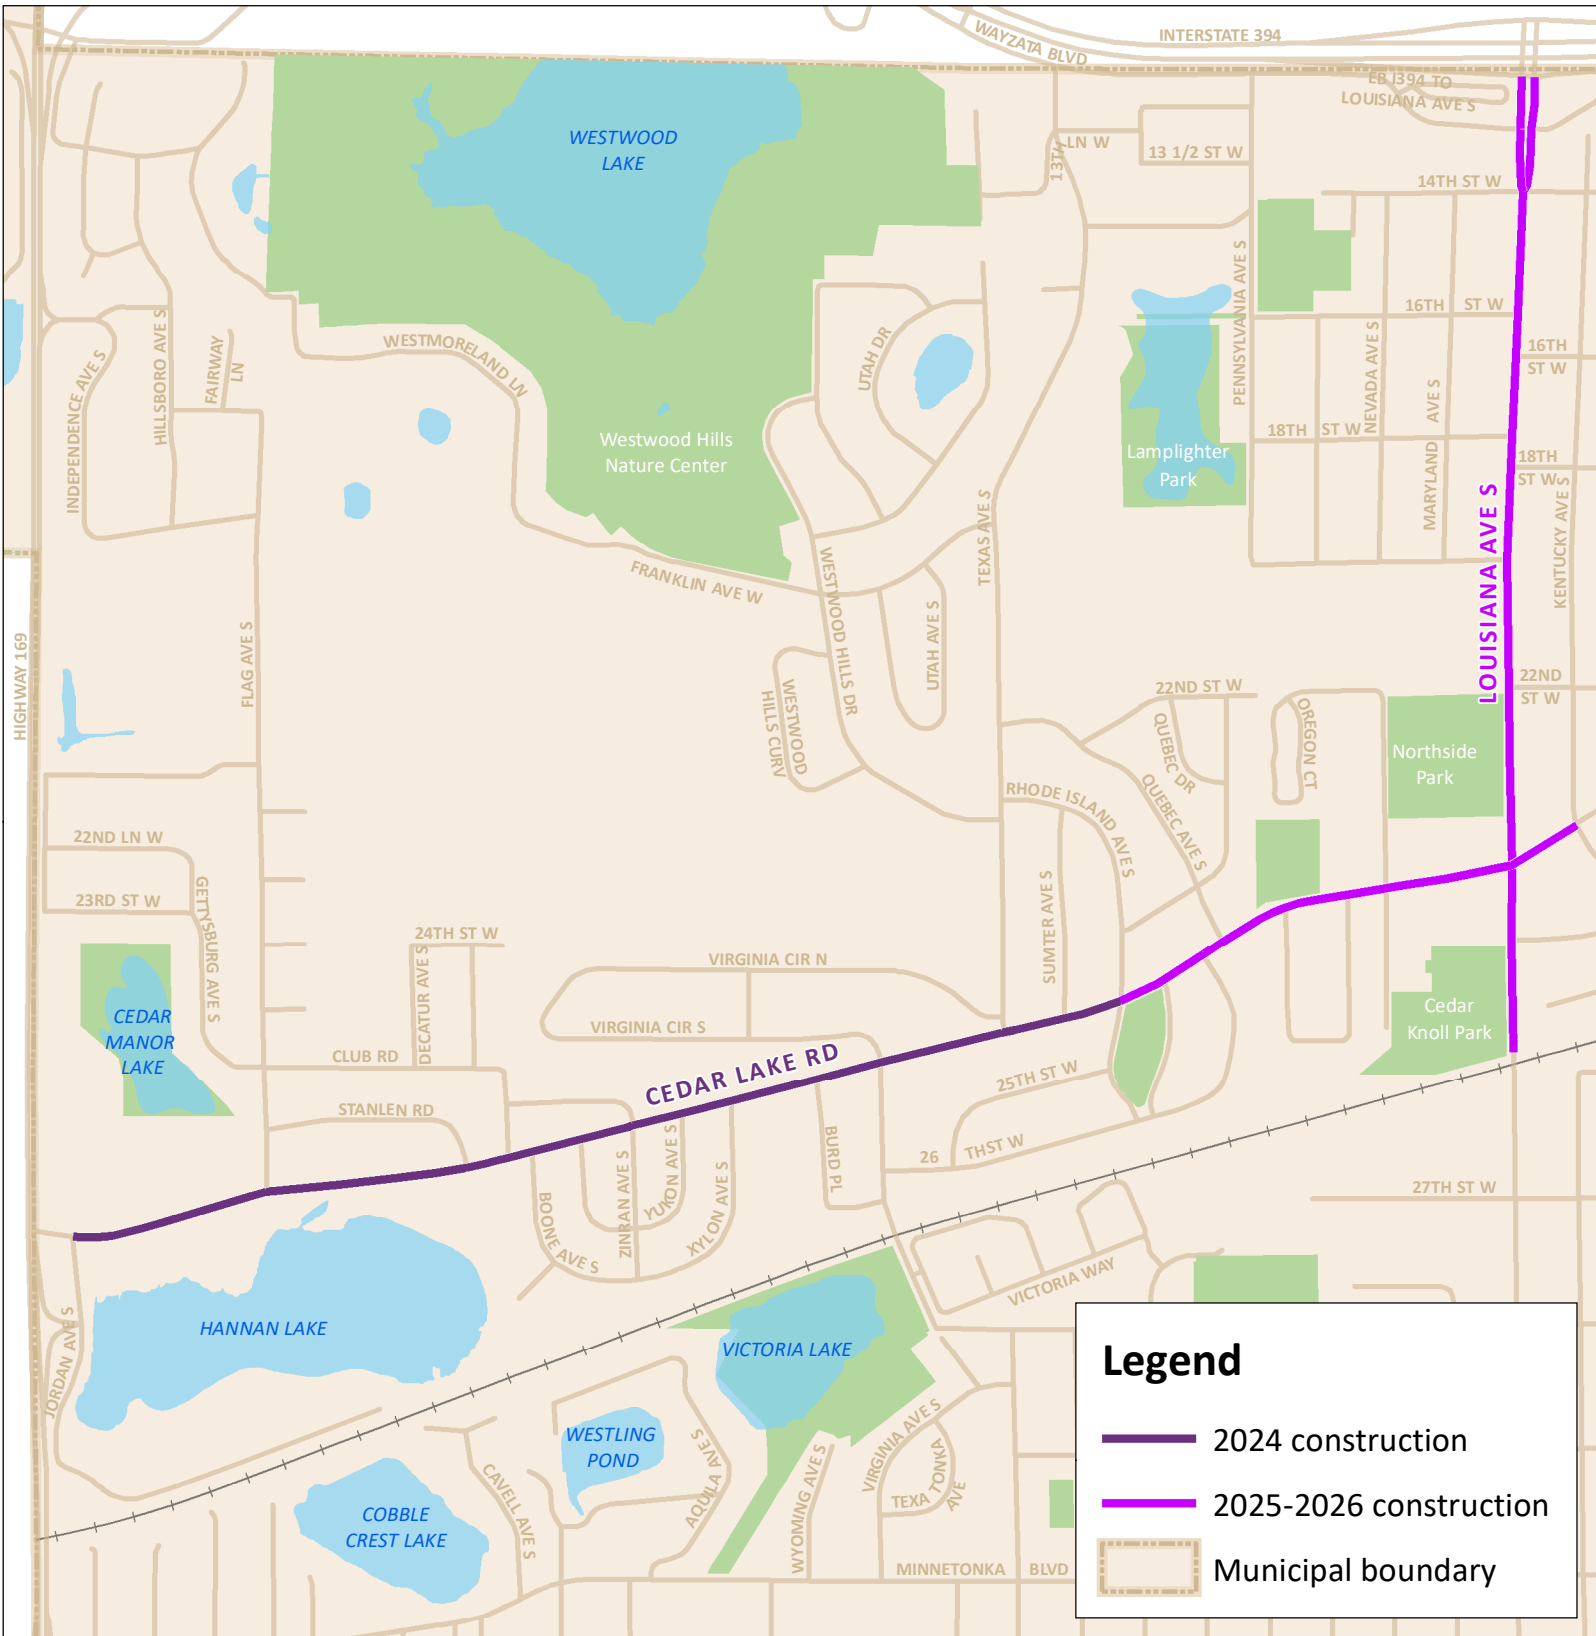 INTERSTATE 394
WAYZATA BLVD
EB I394 TO
LOUISIANA AVE S
WESTWOOD
LAKE
13TH
LN W
13 1/2 ST W
14TH ST W
PENNSYLVANIA AVE S
16TH
ST W
16TH
ST W
NEVADA AVE S
MARYLAND
AVE S
18TH
ST W
18TH
ST W
KENTUCKY AVE S
LOUISIANA AVE S
INDEPENDENCE AVE S
HILLSBORO AVE S
FAIRWAY
LN
WESTMORELAND LN
UTAH DR
Westwood Hills
Nature Center
Lamplighter
Park
TEXAS AVE S
FRANKLIN AVE W
WESTWOOD HILLS DR
UTAH AVE S
HIGHWAY 169
FLAG AVE S
WESTWOOD
HILLS CURV
22ND ST W
22ND
ST W
QUEBEC DR
QUEBEC AVE S
OREGON CT
Northside
Park
RHODE ISLAND AVE S
22ND LN W
23RD ST W
GETTYSBURG AVE S
24TH ST W
DECATUR AVE S
VIRGINIA CIR N
SUMTER AVE S
CEDAR
MANOR
LAKE
VIRGINIA CIR S
CLUB RD
STANLEN RD
CEDAR LAKE RD
Cedar
Knoll Park
25TH ST W
26
TH ST W
27TH ST W
BURD PL
BOONE AVE S
ZINRAN AVE S
YUKON AVE S
XYLON AVE S
VICTORIA WAY
HANNAN LAKE
JORDAN AVE S
VICTORIA LAKE
WESTLING
POND
AQUILA AVE S
CAVELL AVE S
COBBLE
CREST LAKE
VIRGINIA AVE S
TEXA TONKA
AVE
WYOMING AVE S
MINNETONKA
BLVD
Legend
2024 construction
2025-2026 construction
Municipal boundary